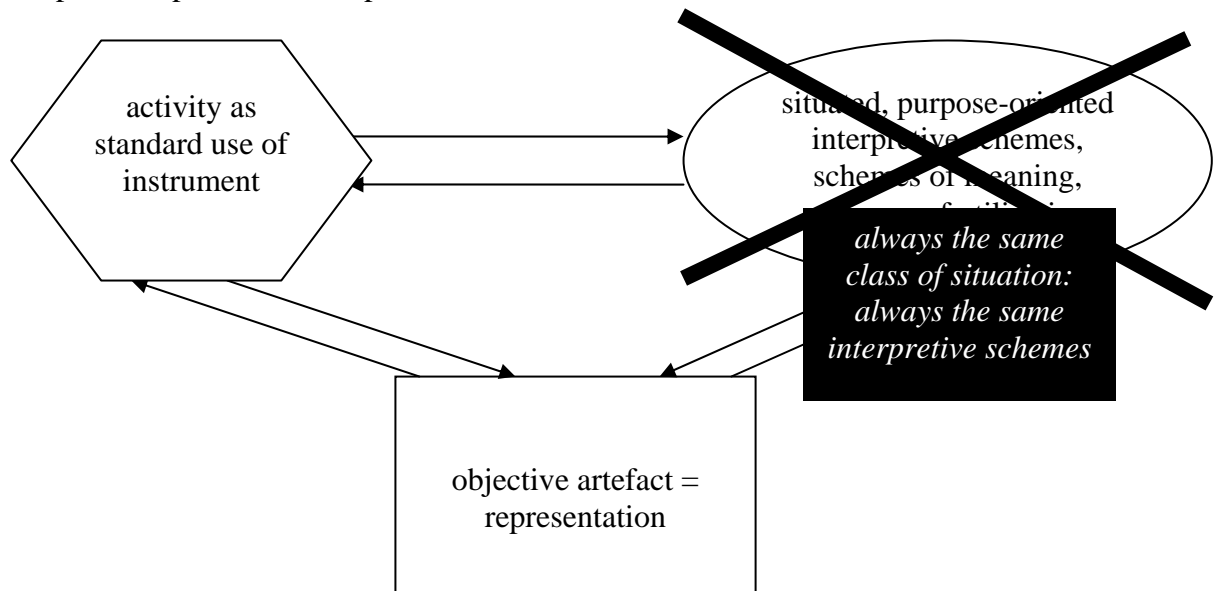 activity as
standard use of
instrument
situated, purpose-oriented
interpretive schemes,
schemes of meaning,
always the same
class of situation:
always the same
interpretive schemes
objective artefact =
representation